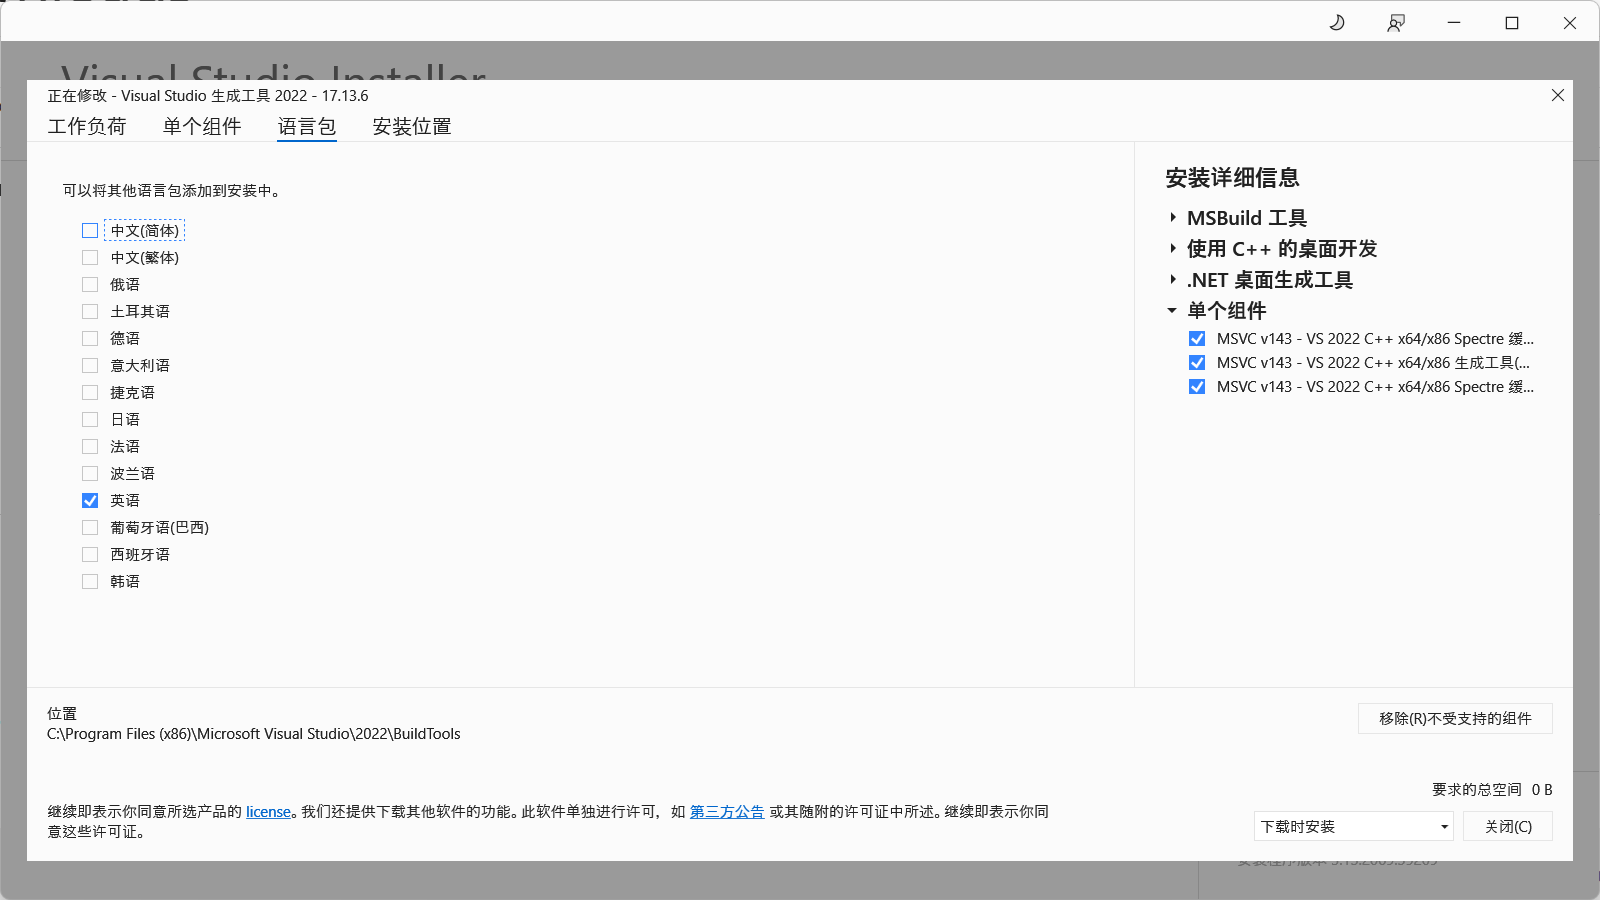 Visual Studio Installer
正在修改 - Visual Studio 生成工具 2022 - 17.13.6
工作负荷 单个组件 语言包 安装位置
可以将其他语言包添加到安装中。
中文(简体)
中文(繁体)
俄语
土耳其语
德语
意大利语
捷克语
日语
法语
波兰语
英语
葡萄牙语(巴西)
西班牙语
韩语
安装详细信息
MSBuild 工具
使用 C++ 的桌面开发
.NET 桌面生成工具
单个组件
MSVC v143 - VS 2022 C++ x64/x86 Spectre 缓...
MSVC v143 - VS 2022 C++ x64/x86 生成工具(...
MSVC v143 - VS 2022 C++ x64/x86 Spectre 缓...
位置
C:\Program Files (x86)\Microsoft Visual Studio\2022\BuildTools
移除(R)不受支持的组件
要求的总空间 0 B
继续即表示你同意所选产品的 license。我们还提供下载其他软件的功能。此软件单独进行许可，如 第三方公告 或其随附的许可证中所述。继续即表示你同
意这些许可证。
下载时安装
关闭(C)